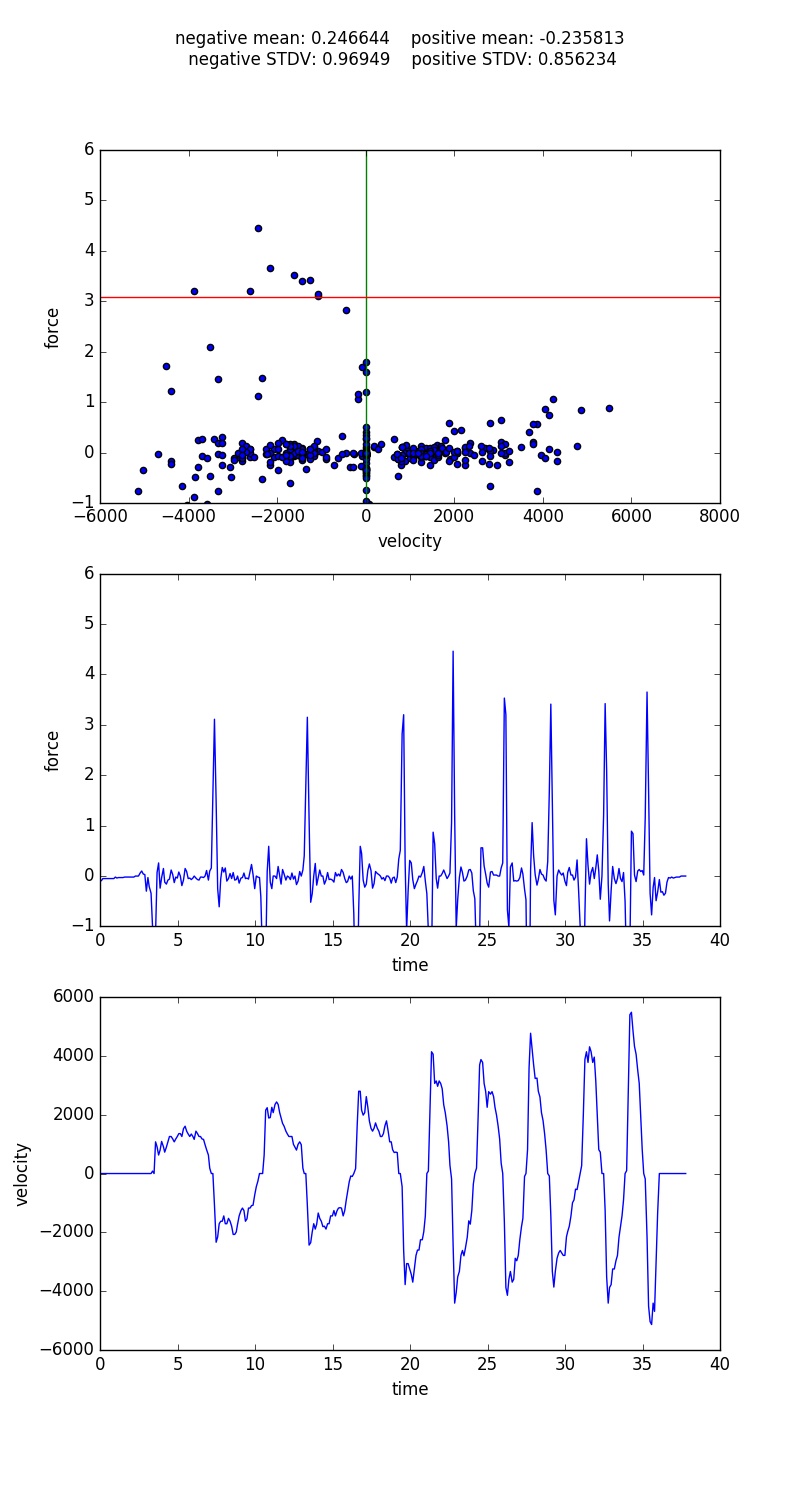 negative mean: 0.246644    positive mean: -0.235813
negative STDV: 0.96949    positive STDV: 0.856234
6
5
4
3
2
1
0
−1
force
−6000 −4000 −2000 0 2000 4000 6000 8000
velocity
6
5
4
3
2
1
0
−1
force
0 5 10 15 20 25 30 35 40
time
6000
4000
2000
0
−2000
−4000
−6000
velocity
0 5 10 15 20 25 30 35 40
time